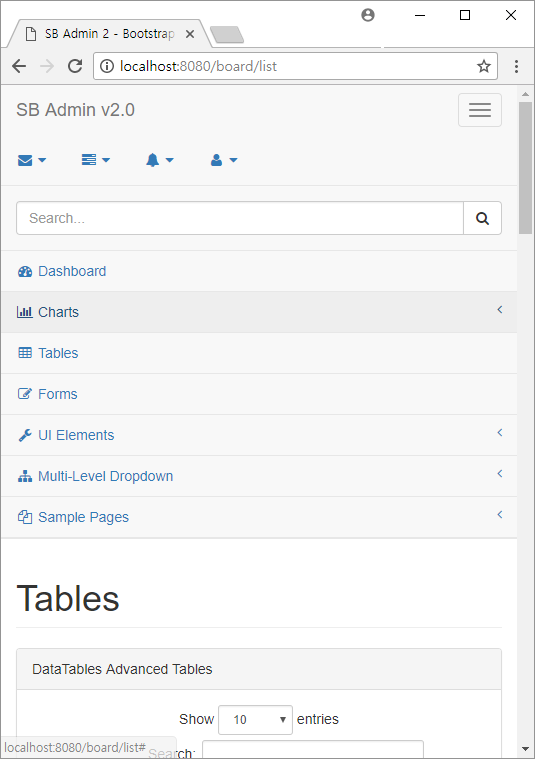 SB Admin 2 - Bootstrap
localhost:8080/board/list
SB Admin v2.0
Search...
Dashboard
Charts
Tables
Forms
UI Elements
Multi-Level Dropdown
Sample Pages
Tables
DataTables Advanced Tables
Show 10 entries
Search:
localhost:8080/board/list#